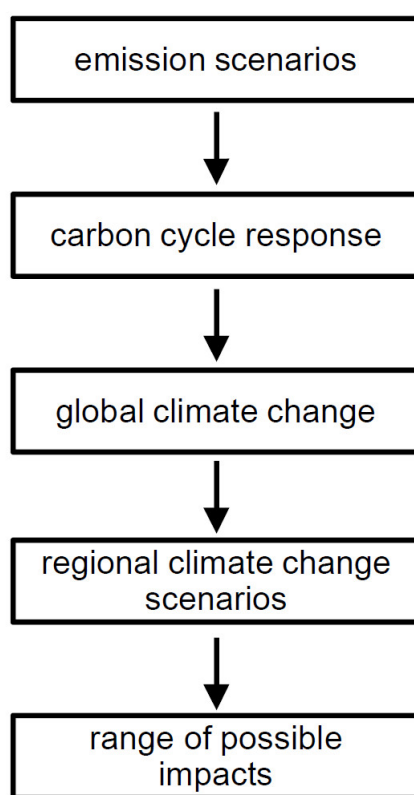 emission scenarios
carbon cycle response
global climate change
regional climate change
scenarios
range of possible
impacts